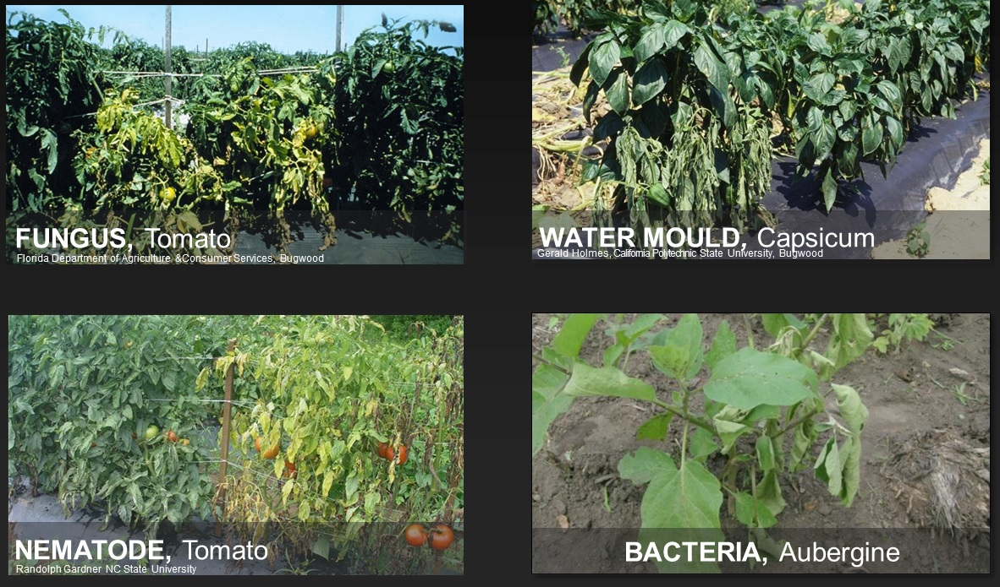 FUNGUS, Tomato
Florida Department of Agriculture &Consumer Services, Bugwood
WATER MOULD, Capsicum
Gerald Holmes, California Polytechnic State University, Bugwood
NEMATODE, Tomato
Randolph Gardner NC State University
BACTERIA, Aubergine